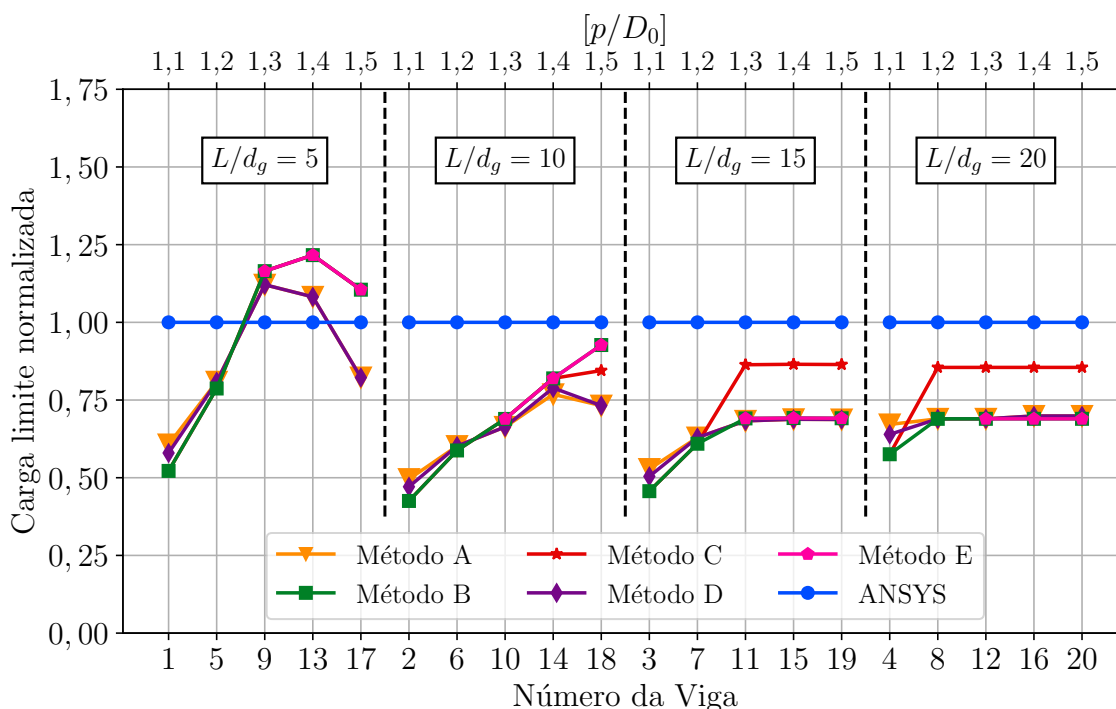 [p/D₀]
1,1 1,2 1,3 1,4 1,5 1,1 1,2 1,3 1,4 1,5 1,1 1,2 1,3 1,4 1,5 1,1 1,2 1,3 1,4 1,5
1,75
L/d_g = 5 L/d_g = 10 L/d_g = 15 L/d_g = 20
1,50
1,25
1,00
0,75
0,50
0,25
0,00
Carga limite normalizada
Método A Método C Método E
Método B Método D ANSYS
1 5 9 13 17 2 6 10 14 18 3 7 11 15 19 4 8 12 16 20
Número da Viga